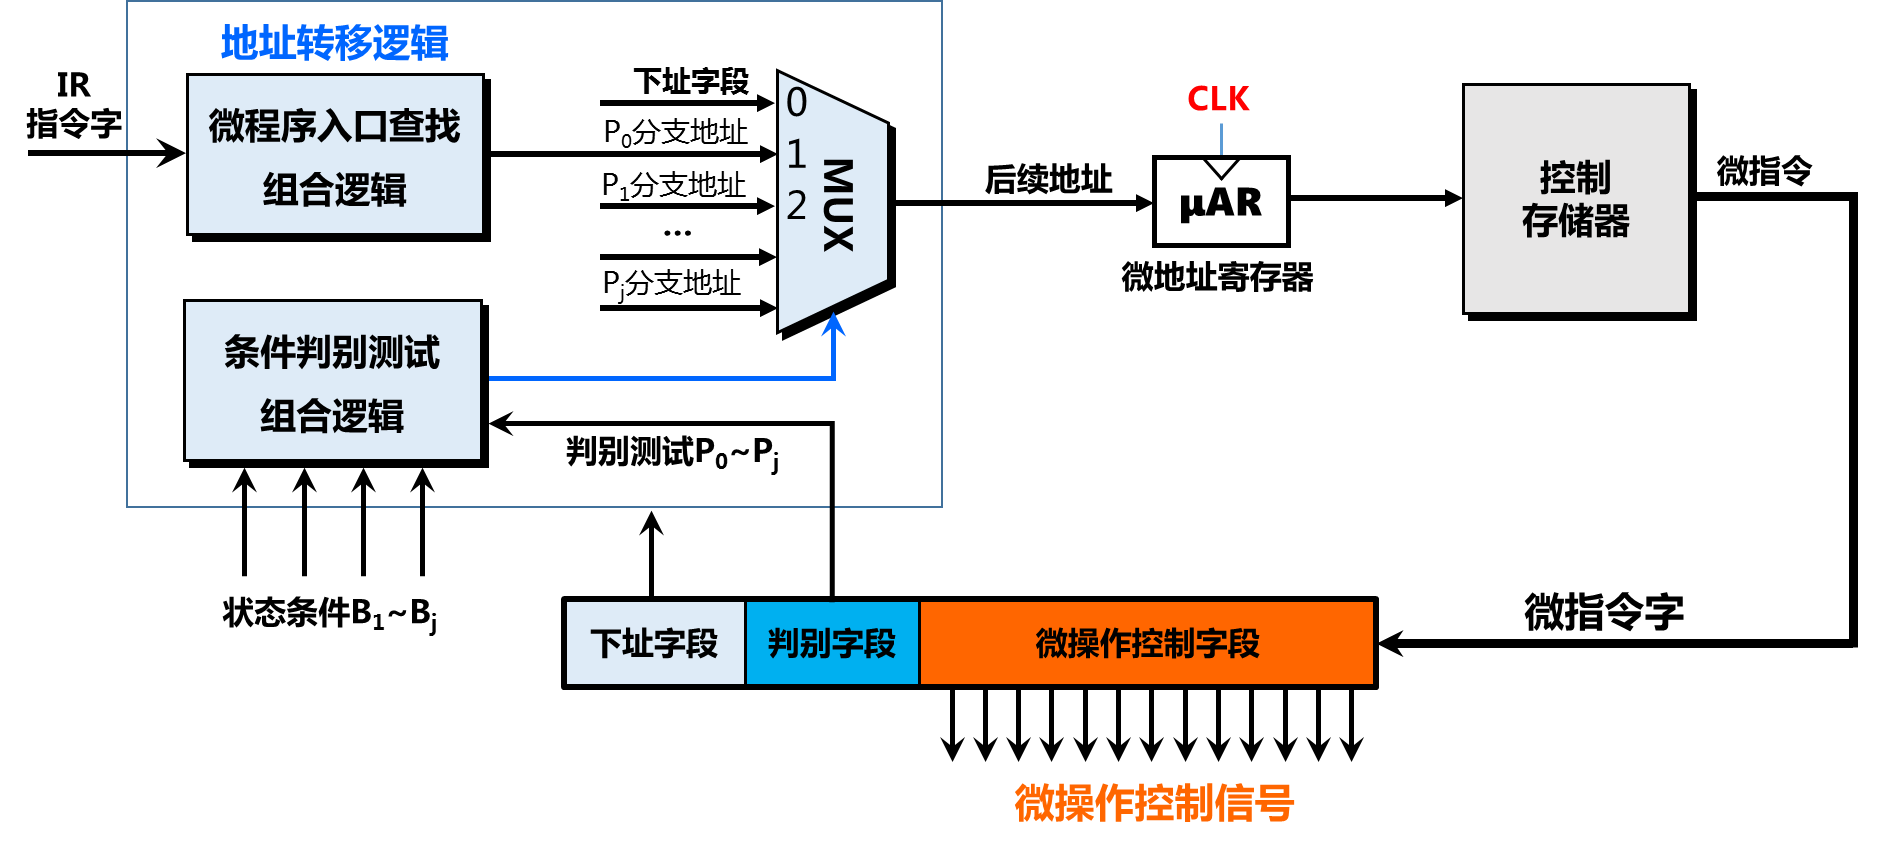 地址转移逻辑
IR
指令字
微程序入口查找
组合逻辑
下址字段
P0分支地址
P1分支地址
...
Pj分支地址
0
1
2
MUX
后续地址
CLK
μAR
微地址寄存器
控制
存储器
微指令
条件判别测试
组合逻辑
判别测试P0~Pj
状态条件B1~Bj
微指令字
下址字段
判别字段
微操作控制字段
微操作控制信号